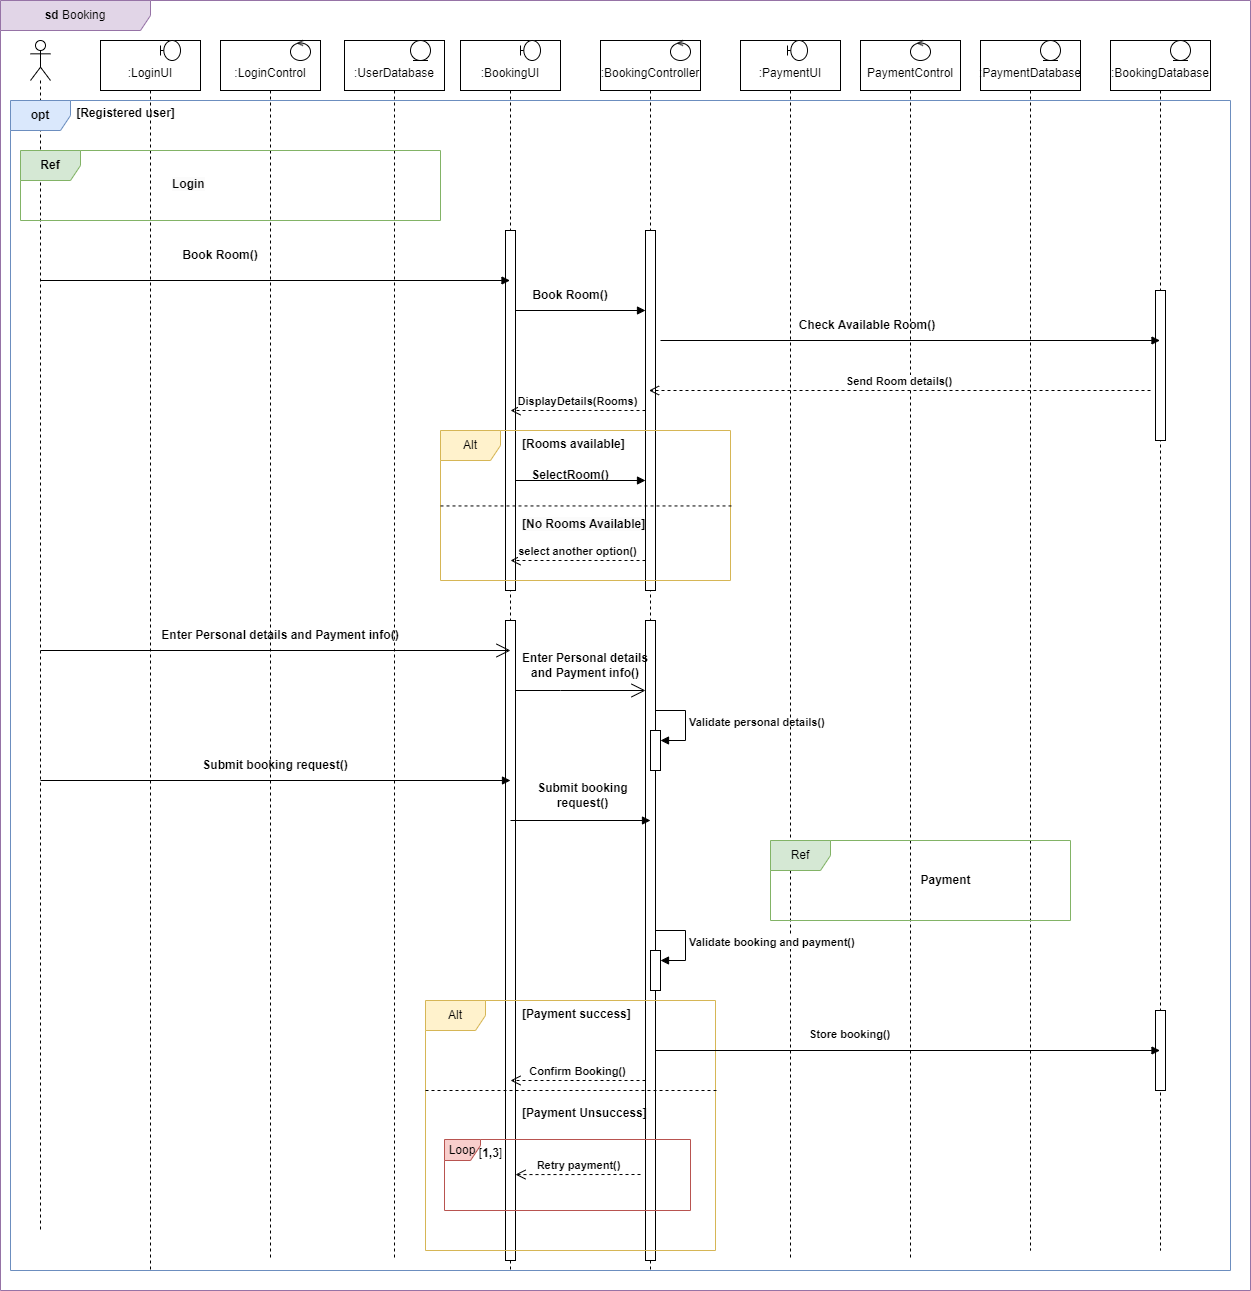 sd Booking
:LoginUI
:LoginControl
:UserDatabase
:BookingUI
:BookingController
:PaymentUI
PaymentControl
PaymentDatabase
:BookingDatabase
opt
[Registered user]
Ref
Login
Book Room()
Book Room()
Check Available Room()
Send Room details()
DisplayDetails(Rooms)
Alt
[Rooms available]
SelectRoom()
[No Rooms Available]
select another option()
Enter Personal details and Payment info()
Enter Personal details
and Payment info()
Validate personal details()
Submit booking request()
Submit booking
request()
Ref
Payment
Validate booking and payment()
Alt
[Payment success]
Store booking()
Confirm Booking()
[Payment Unsuccess]
Loop
[1,3]
Retry payment()